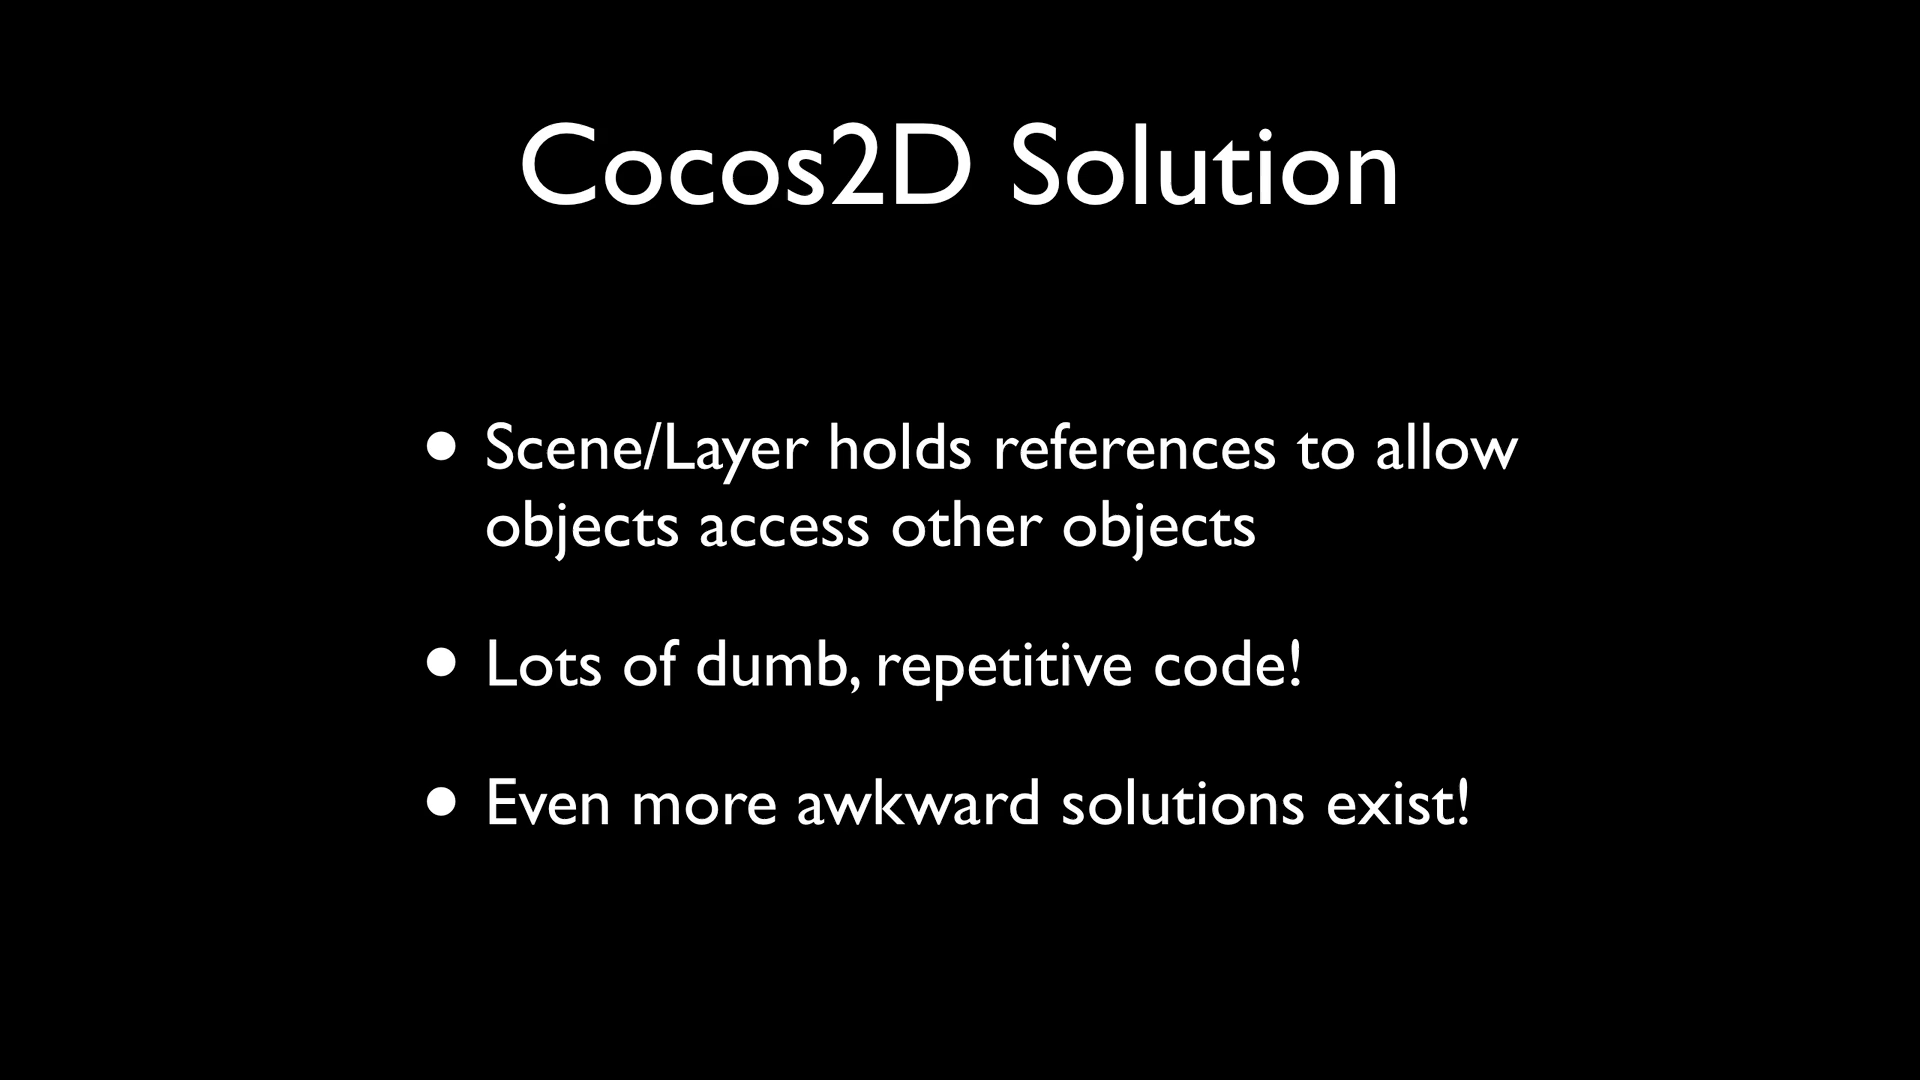 Cocos2D Solution
• Scene/Layer holds references to allow
objects access other objects
• Lots of dumb, repetitive code!
• Even more awkward solutions exist!